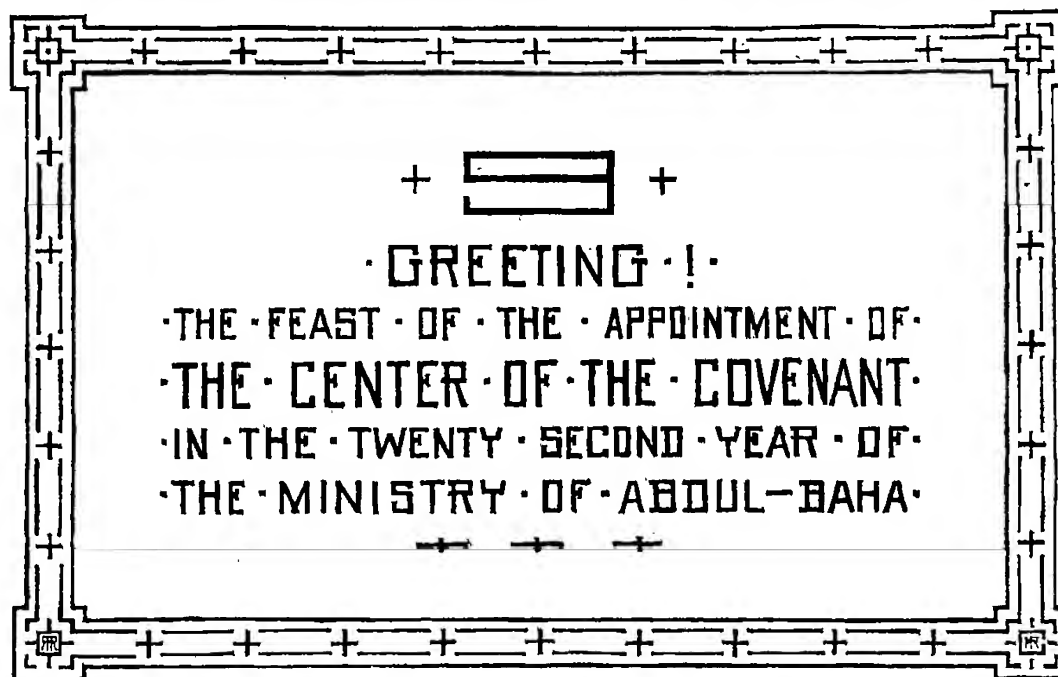 ·GREETING·!·
·THE·FEAST·OF·THE·APPOINTMENT·OF·
·THE·CENTER·OF·THE·COVENANT·
·IN·THE·TWENTY·SECOND·YEAR·OF·
·THE·MINISTRY·OF·ABDUL-BAHA·